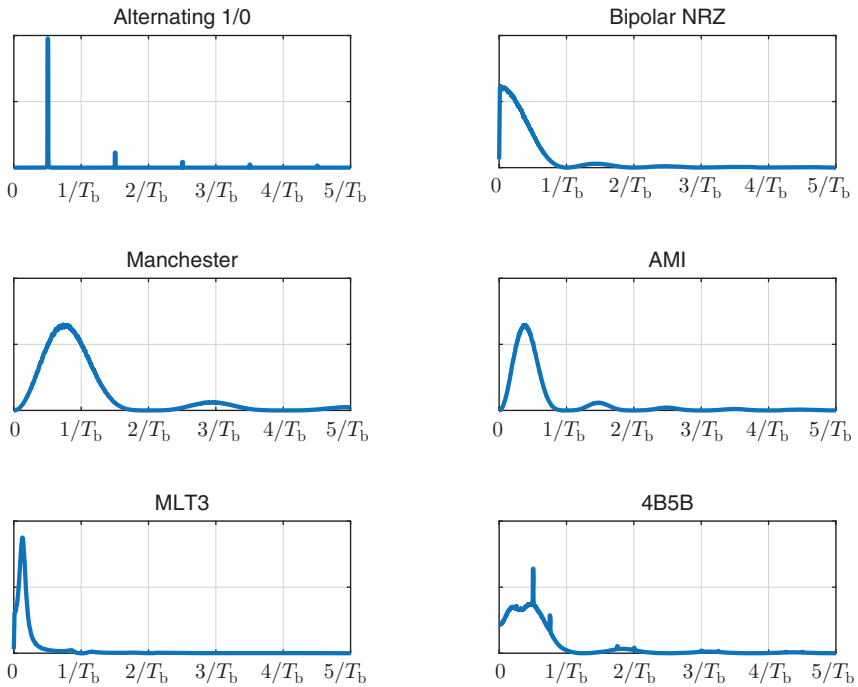 Alternating 1/0
Bipolar NRZ
0 1/T_b 2/T_b 3/T_b 4/T_b 5/T_b
0 1/T_b 2/T_b 3/T_b 4/T_b 5/T_b
Manchester
AMI
0 1/T_b 2/T_b 3/T_b 4/T_b 5/T_b
0 1/T_b 2/T_b 3/T_b 4/T_b 5/T_b
MLT3
4B5B
0 1/T_b 2/T_b 3/T_b 4/T_b 5/T_b
0 1/T_b 2/T_b 3/T_b 4/T_b 5/T_b